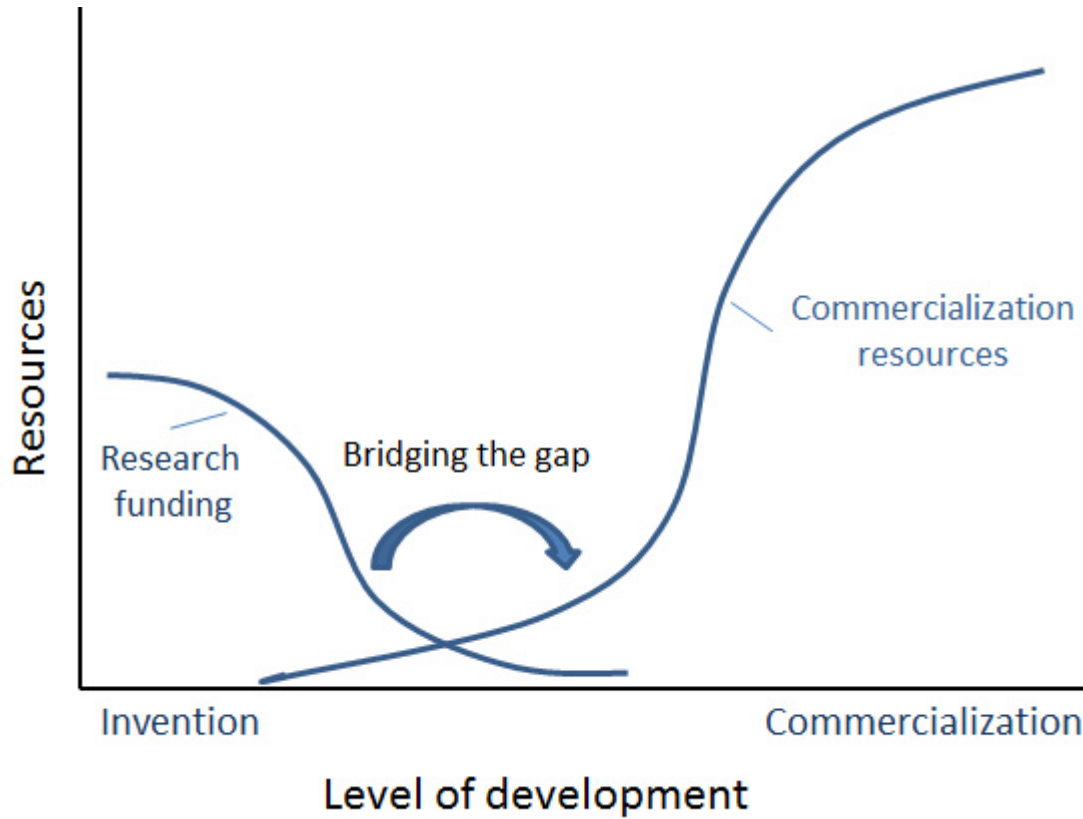 Resources
Research
funding
Bridging the gap
Commercialization
resources
Invention
Commercialization
Level of development